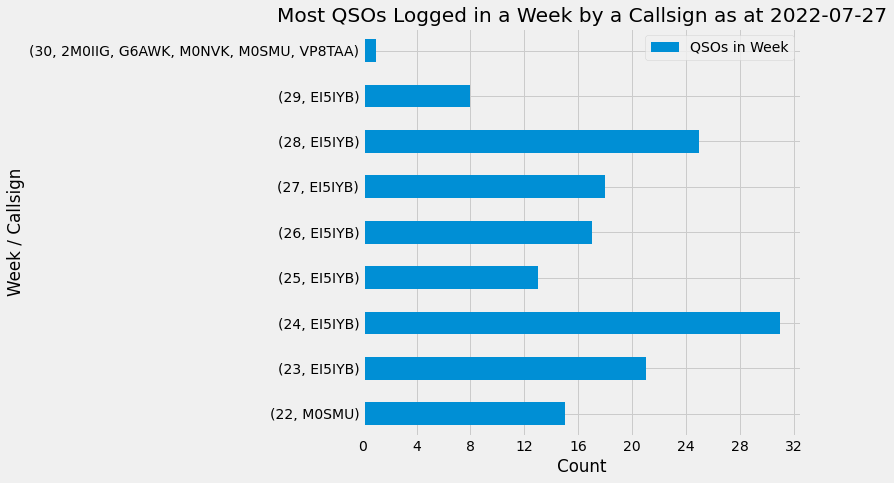 Most QSOs Logged in a Week by a Callsign as at 2022-07-27
QSOs in Week
Week / Callsign
(30, 2M0IIG, G6AWK, M0NVK, M0SMU, VP8TAA)
(29, EI5IYB)
(28, EI5IYB)
(27, EI5IYB)
(26, EI5IYB)
(25, EI5IYB)
(24, EI5IYB)
(23, EI5IYB)
(22, M0SMU)
0 4 8 12 16 20 24 28 32
Count